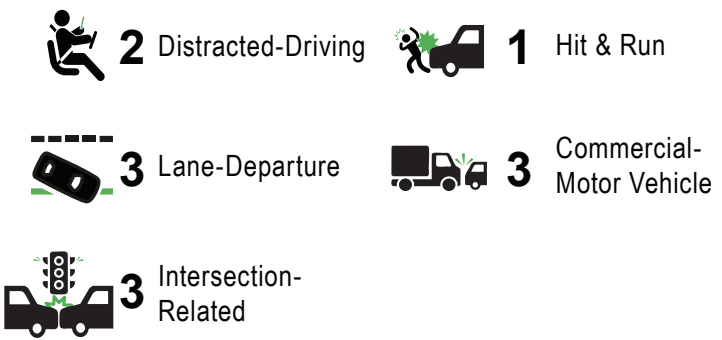 2 Distracted-Driving
1 Hit & Run
3 Lane-Departure
3 Commercial-
Motor Vehicle
3 Intersection-
Related